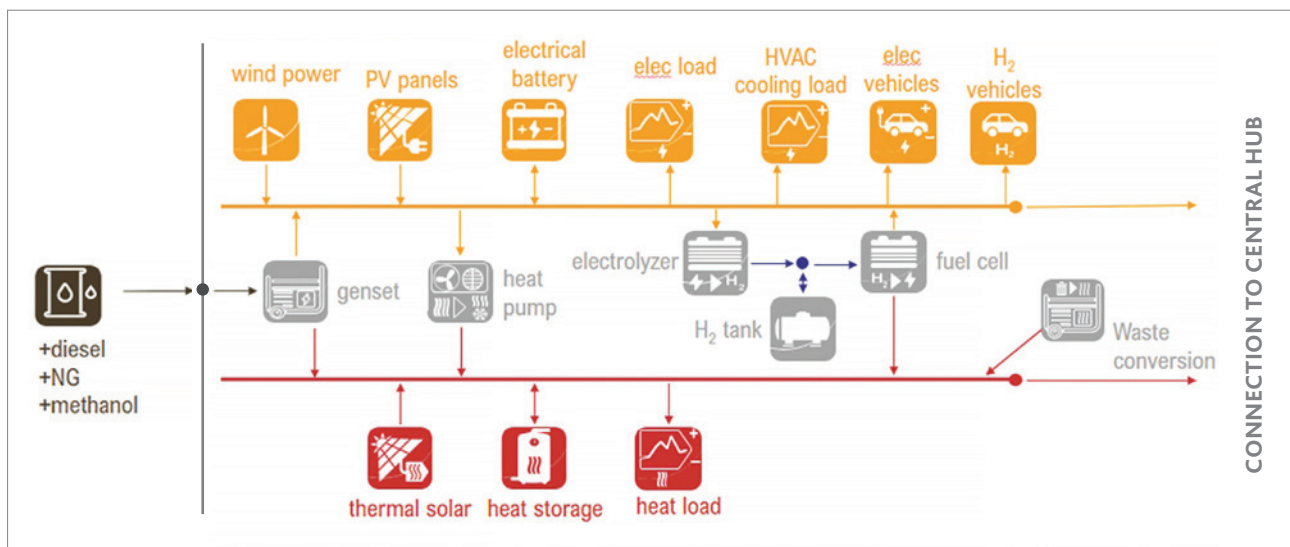 wind power
PV panels
electrical
battery
elec load
HVAC
cooling load
elec
vehicles
H₂
vehicles
+ -
+
-
+
-
+
-
H₂
genset
heat
pump
electrolyzer
H₂
H₂ tank
H₂
fuel cell
Waste
conversion
+diesel
+NG
+methanol
+
-
thermal solar
heat storage
heat load
CONNECTION TO CENTRAL HUB